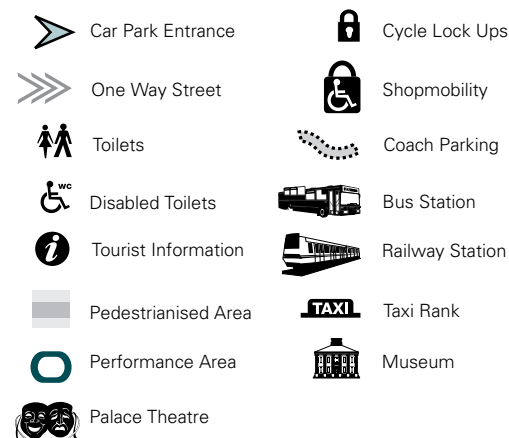 Car Park Entrance
One Way Street
Toilets
WC
Disabled Toilets
i
Tourist Information
Pedestrianised Area
Performance Area
Palace Theatre
Cycle Lock Ups
Shopmobility
Coach Parking
Bus Station
Railway Station
TAXI
Taxi Rank
Museum